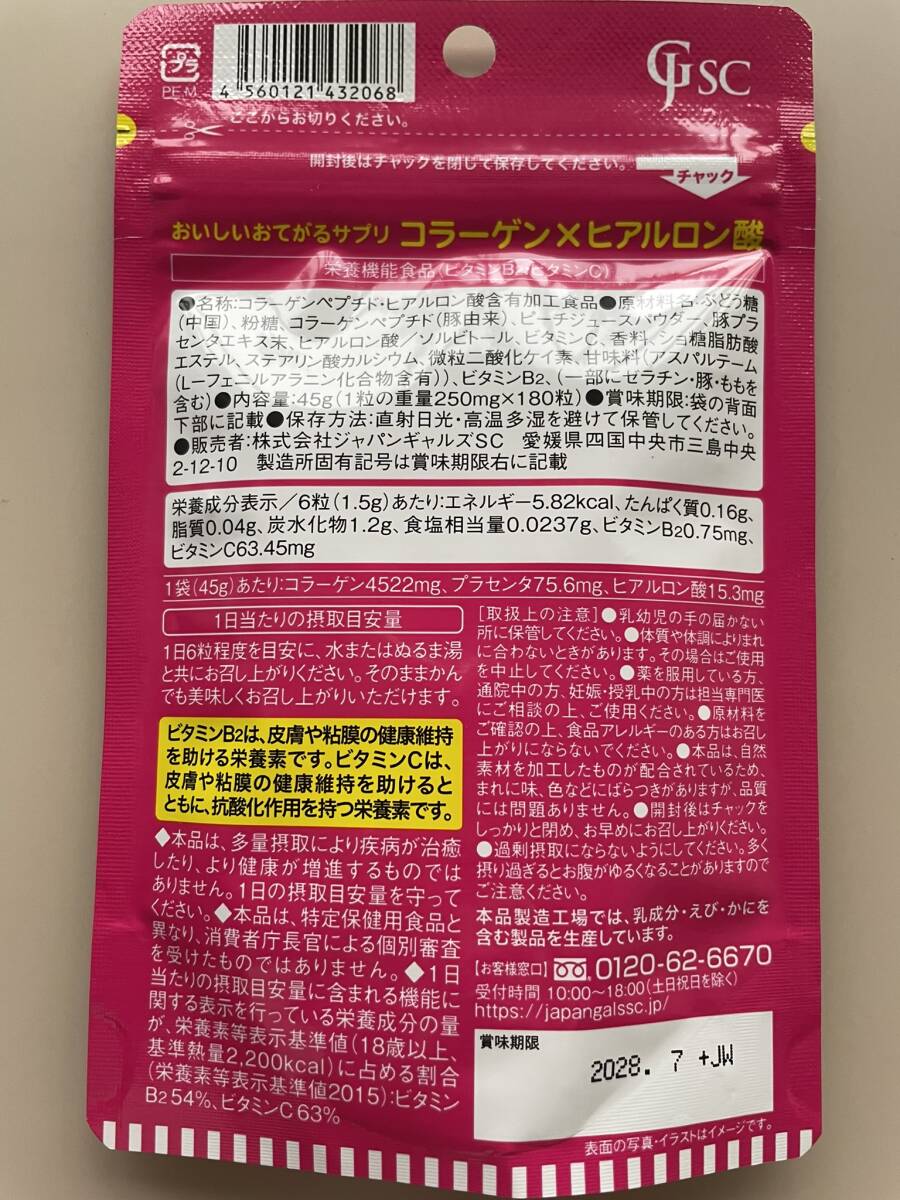 プラ
PE.M
4 560121 432068
GJ SC
ここからお切りください。
開封後はチャックを閉じて保存してください。
チャック
おいしいおてがるサプリ コラーゲン×ヒアルロン酸
栄養機能食品(ビタミンB2・ビタミンC)
●名称:コラーゲンペプチド・ヒアルロン酸含有加工食品●原材料名:ぶどう糖
(中国)、粉糖、コラーゲンペプチド(豚由来)、ピーチジュースパウダー、豚プラ
センタエキス末、ヒアルロン酸/ソルビトール、ビタミンC、香料、ショ糖脂肪酸
エステル、ステアリン酸カルシウム、微粒二酸化ケイ素、甘味料(アスパルテーム
(L-フェニルアラニン化合物含有))、ビタミンB2、(一部にゼラチン・豚・ももを
含む)●内容量:45g(1粒の重量250mg×180粒)●賞味期限:袋の背面
下部に記載●保存方法:直射日光・高温多湿を避けて保管してください。
●販売者:株式会社ジャパンギャルズSC 愛媛県四国中央市三島中央
2-12-10 製造所固有記号は賞味期限右に記載
栄養成分表示/6粒(1.5g)あたり:エネルギー5.82kcal、たんぱく質0.16g、
脂質0.04g、炭水化物1.2g、食塩相当量0.0237g、ビタミンB20.75mg、
ビタミンC63.45mg
1袋(45g)あたり:コラーゲン4522mg、プラセンタ75.6mg、ヒアルロン酸15.3mg
1日当たりの摂取目安量
1日6粒程度を目安に、水またはぬるま湯
と共にお召し上がりください。そのままかん
でも美味しくお召し上がりいただけます。
ビタミンB2は、皮膚や粘膜の健康維持
を助ける栄養素です。ビタミンCは、
皮膚や粘膜の健康維持を助けると
ともに、抗酸化作用を持つ栄養素です。
◆本品は、多量摂取により疾病が治癒
したり、より健康が増進するものでは
ありません。1日の摂取目安量を守って
ください。◆本品は、特定保健用食品と
異なり、消費者庁長官による個別審査
を受けたものではありません。◆1日
当たりの摂取目安量に含まれる機能に
関する表示を行っている栄養成分の量
が、栄養素等表示基準値(18歳以上、
基準熱量2,200kcal)に占める割合
(栄養素等表示基準値2015):ビタミン
B2 54%、ビタミンC 63%
[取扱上の注意]●乳幼児の手の届かない
所に保管してください。●体質や体調によりまれ
に合わないときがあります。その場合はご使用
を中止してください。●薬を服用している方、
通院中の方、妊娠・授乳中の方は担当専門医
にご相談の上、ご使用ください。●原材料を
ご確認の上、食品アレルギーのある方はお召し
上がりにならないでください。●本品は、自然
素材を加工したものが配合されているため、
まれに味、色などにばらつきがありますが、品質
には問題ありません。●開封後はチャックを
しっかりと閉め、お早めにお召し上がりください。
●過剰摂取にならないようにしてください。多く
摂り過ぎるとお腹がゆるくなることがありますので
ご注意ください。
本品製造工場では、乳成分・えび・かにを
含む製品を生産しています。
【お客様窓口】 0120-62-6670
受付時間 10:00〜18:00(土日祝日を除く)
https://japangalssc.jp/
賞味期限
2028. 7 +JW
表面の写真・イラストはイメージです。